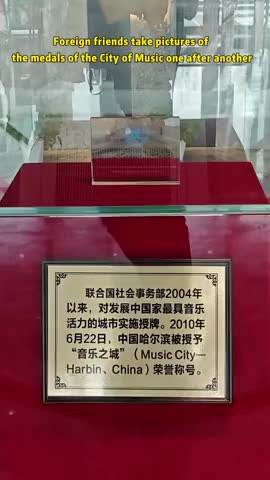 Foreign friends take pictures of
the medals of the City of Music one after another
联合国社会事务部2004年
以来，对发展中国家最具音乐
活力的城市实施授牌。2010年
6月22日，中国哈尔滨被授予
“音乐之城”（Music City—
Harbin、China）荣誉称号。